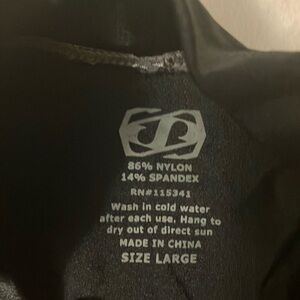 86% NYLON
14% SPANDEX
RN#115341
Wash in cold water
after each use. Hang to
dry out of direct sun
MADE IN CHINA
SIZE LARGE